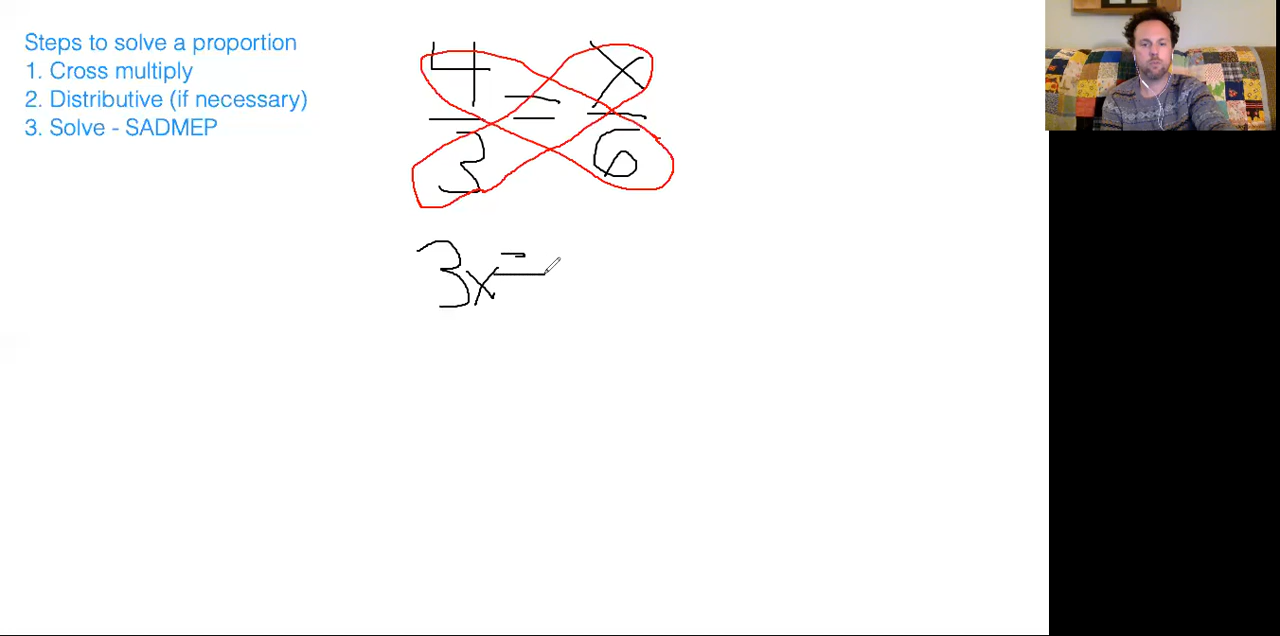 Steps to solve a proportion
1. Cross multiply
2. Distributive (if necessary)
3. Solve - SADMEP
4 = x
3 6
3x =